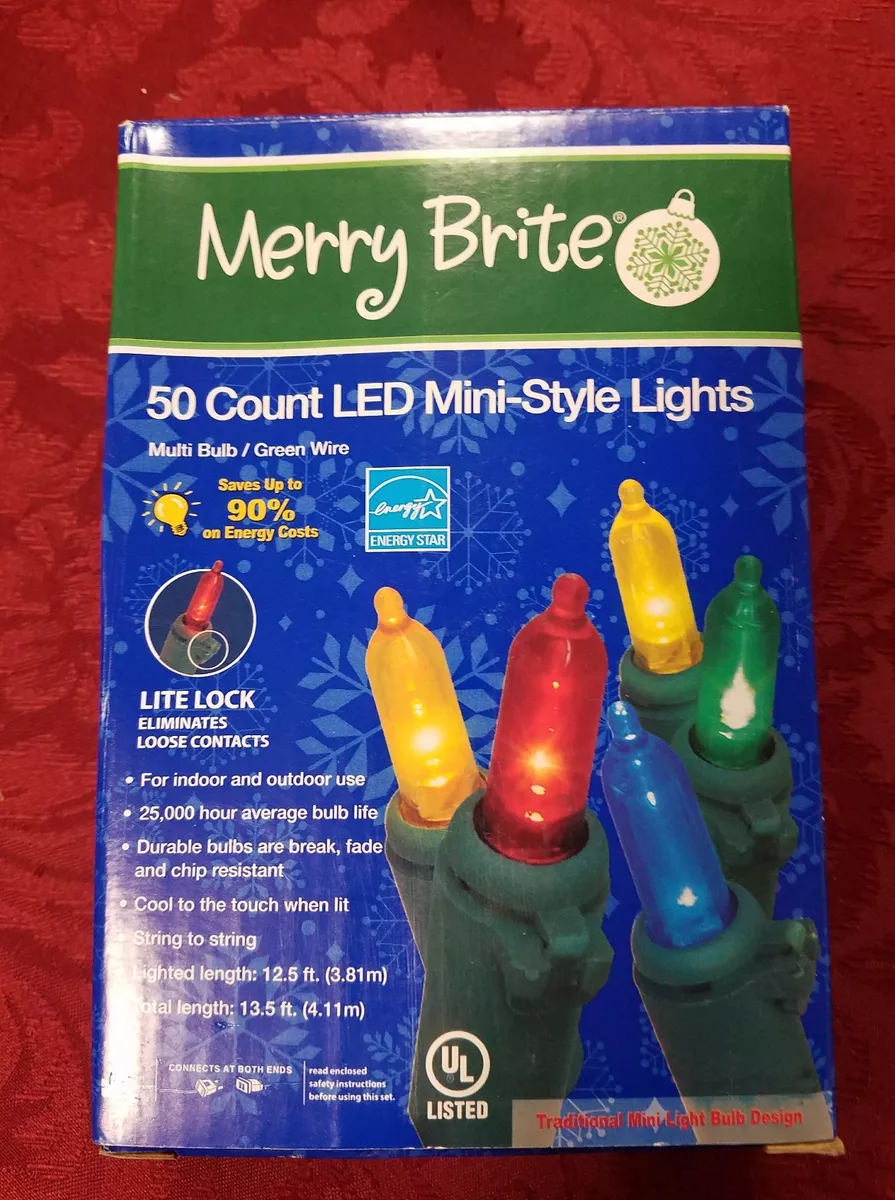 Merry Brite®
50 Count LED Mini-Style Lights
Multi Bulb / Green Wire
Saves Up to
90%
on Energy Costs
energy
ENERGY STAR
LITE LOCK
ELIMINATES
LOOSE CONTACTS
• For indoor and outdoor use
• 25,000 hour average bulb life
• Durable bulbs are break, fade
and chip resistant
• Cool to the touch when lit
• String to string
• Lighted length: 12.5 ft. (3.81m)
Total length: 13.5 ft. (4.11m)
CONNECTS AT BOTH ENDS
read enclosed
safety instructions
before using this set.
UL
LISTED
Traditional Mini Light Bulb Design